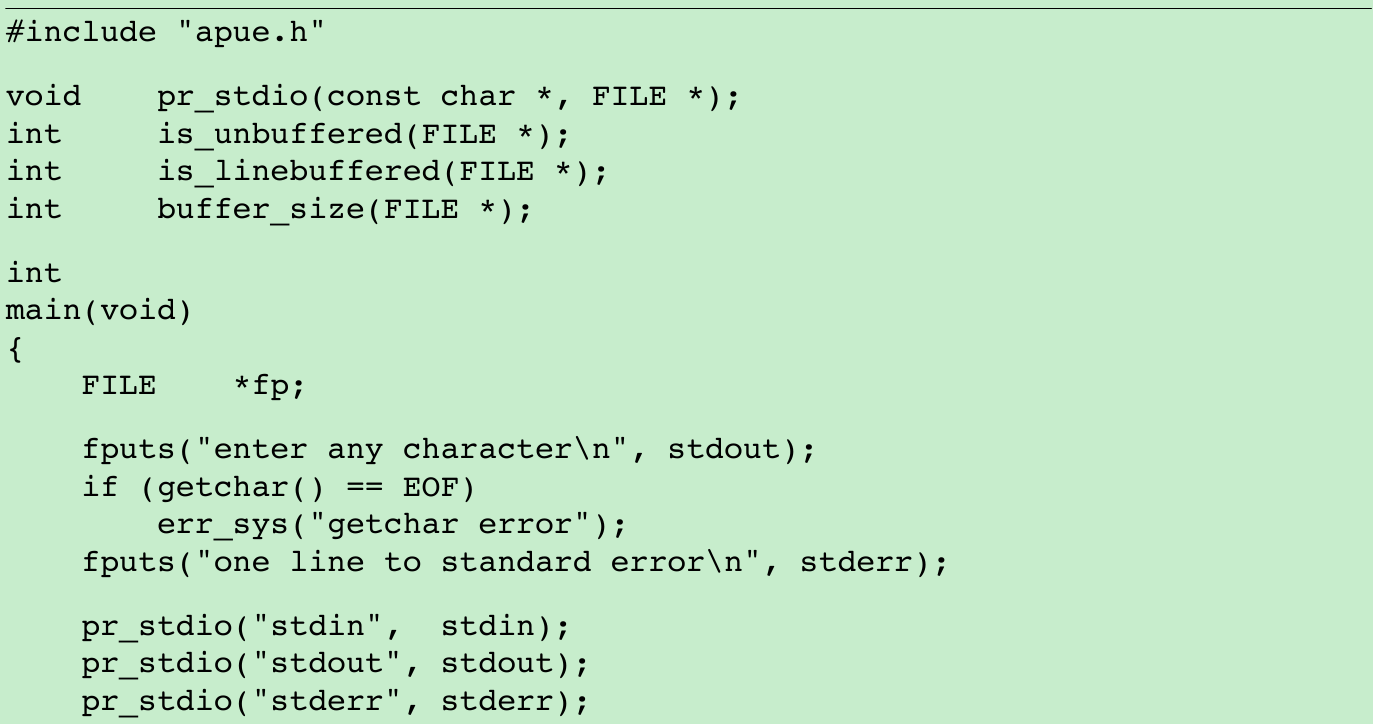 #include "apue.h"
void    pr_stdio(const char *, FILE *);
int     is_unbuffered(FILE *);
int     is_linebuffered(FILE *);
int     buffer_size(FILE *);
int
main(void)
{
    FILE    *fp;
    fputs("enter any character\n", stdout);
    if (getchar() == EOF)
        err_sys("getchar error");
    fputs("one line to standard error\n", stderr);
    pr_stdio("stdin",  stdin);
    pr_stdio("stdout", stdout);
    pr_stdio("stderr", stderr);